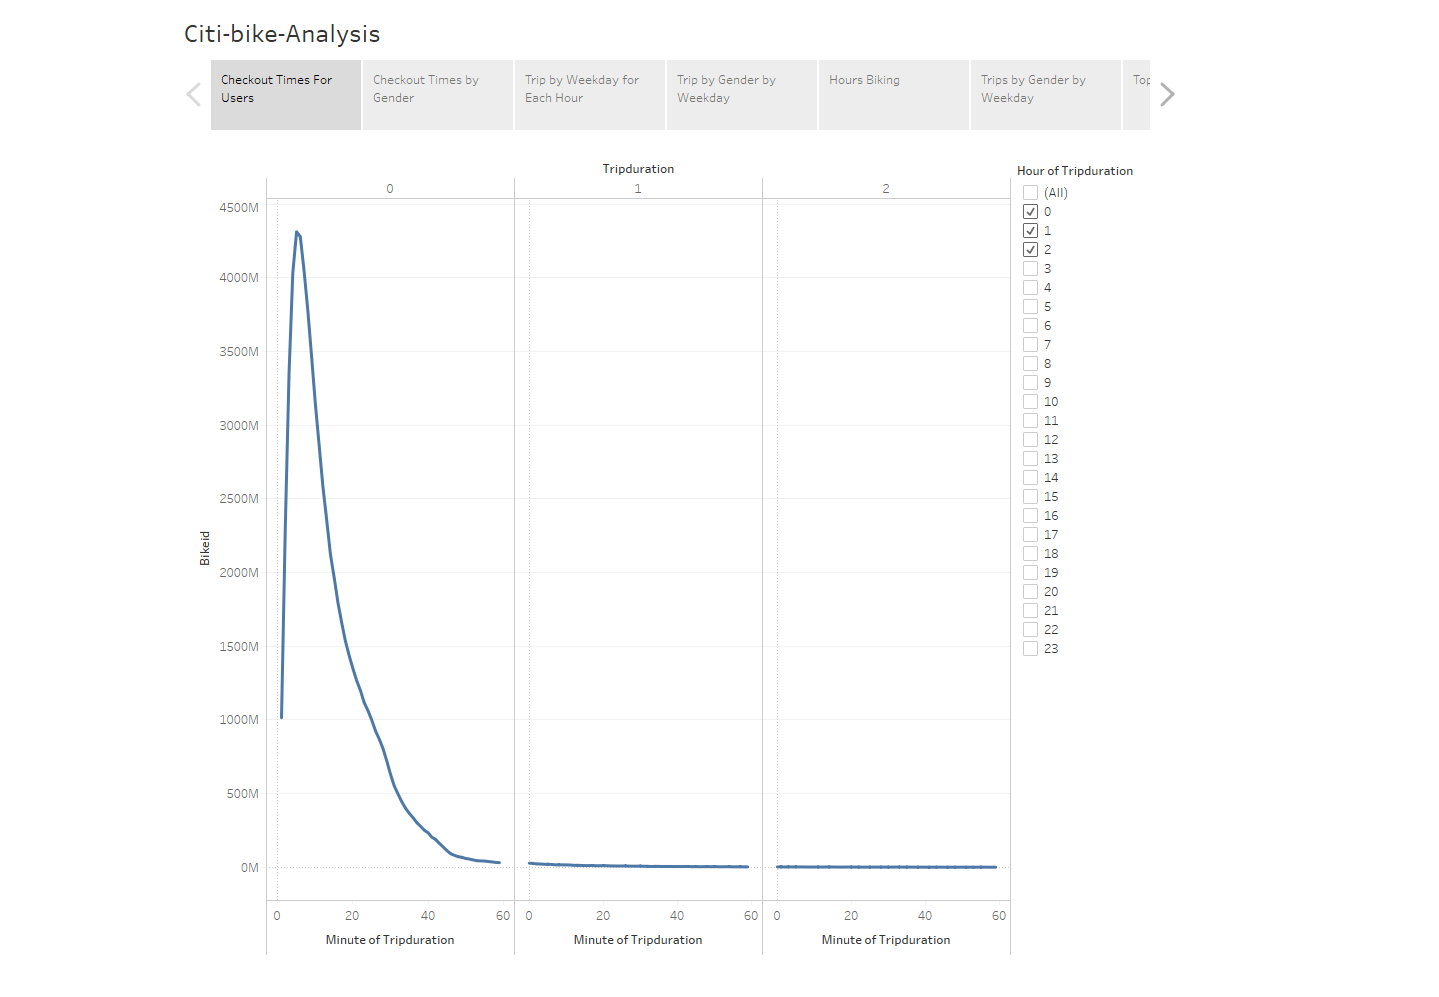 Citi-bike-Analysis
Checkout Times For
Users
Checkout Times by
Gender
Trip by Weekday for
Each Hour
Trip by Gender by
Weekday
Hours Biking
Trips by Gender by
Weekday
Top
Tripduration
0
1
2
4500M
4000M
3500M
3000M
2500M
2000M
1500M
1000M
500M
0M
Bikeid
0
20
40
60
0
20
40
60
0
20
40
60
Minute of Tripduration
Minute of Tripduration
Minute of Tripduration
Hour of Tripduration
(All)
0
1
2
3
4
5
6
7
8
9
10
11
12
13
14
15
16
17
18
19
20
21
22
23